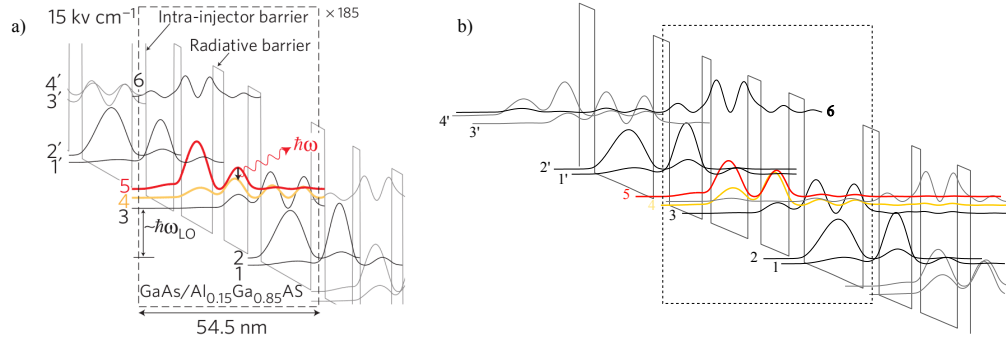 a)
15 kv cm⁻¹
Intra-injector barrier
×185
Radiative barrier
4′
3′
6
2′
1′
ħω
5
4
3
~ħω_LO
2
1
GaAs/Al₀.₁₅Ga₀.₈₅AS
54.5 nm
b)
4'
3'
6
2'
1'
5
4
3
2
1